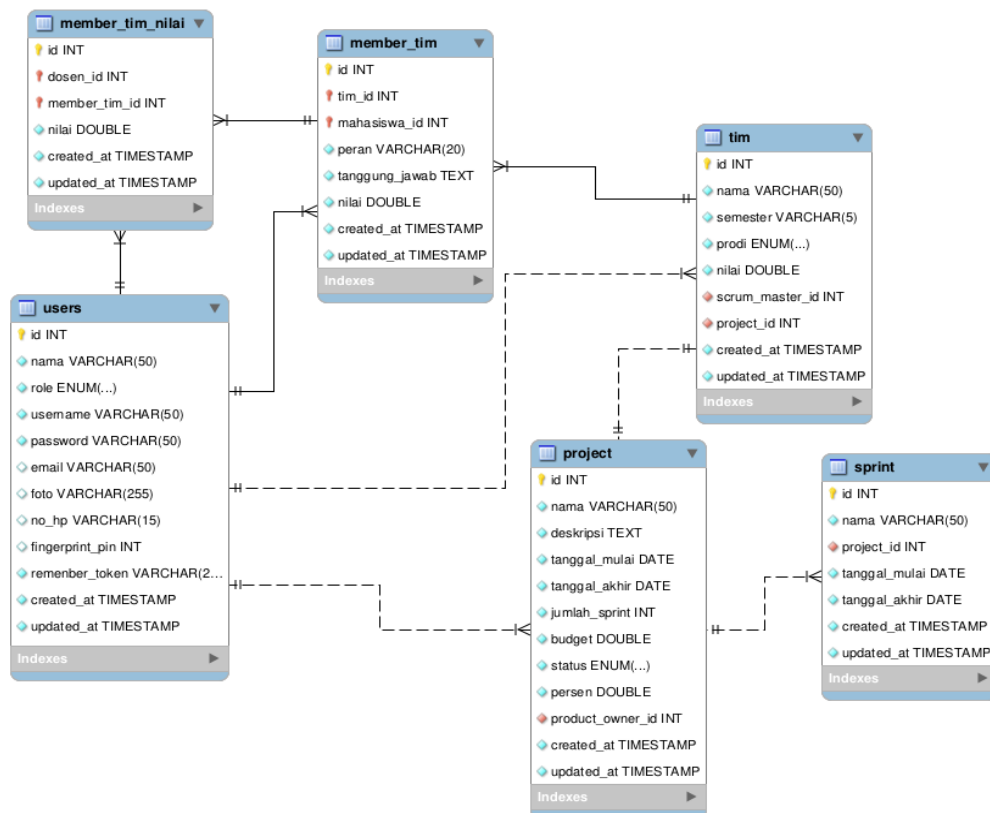 member_tim_nilai
id INT
dosen_id INT
member_tim_id INT
nilai DOUBLE
created_at TIMESTAMP
updated_at TIMESTAMP
Indexes
member_tim
id INT
tim_id INT
mahasiswa_id INT
peran VARCHAR(20)
tanggung_jawab TEXT
nilai DOUBLE
created_at TIMESTAMP
updated_at TIMESTAMP
Indexes
tim
id INT
nama VARCHAR(50)
semester VARCHAR(5)
prodi ENUM(...)
nilai DOUBLE
scrum_master_id INT
project_id INT
created_at TIMESTAMP
updated_at TIMESTAMP
Indexes
users
id INT
nama VARCHAR(50)
role ENUM(...)
username VARCHAR(50)
password VARCHAR(50)
email VARCHAR(50)
foto VARCHAR(255)
no_hp VARCHAR(15)
fingerprint_pin INT
remenber_token VARCHAR(2...
created_at TIMESTAMP
updated_at TIMESTAMP
Indexes
project
id INT
nama VARCHAR(50)
deskripsi TEXT
tanggal_mulai DATE
tanggal_akhir DATE
jumlah_sprint INT
budget DOUBLE
status ENUM(...)
persen DOUBLE
product_owner_id INT
created_at TIMESTAMP
updated_at TIMESTAMP
Indexes
sprint
id INT
nama VARCHAR(50)
project_id INT
tanggal_mulai DATE
tanggal_akhir DATE
created_at TIMESTAMP
updated_at TIMESTAMP
Indexes